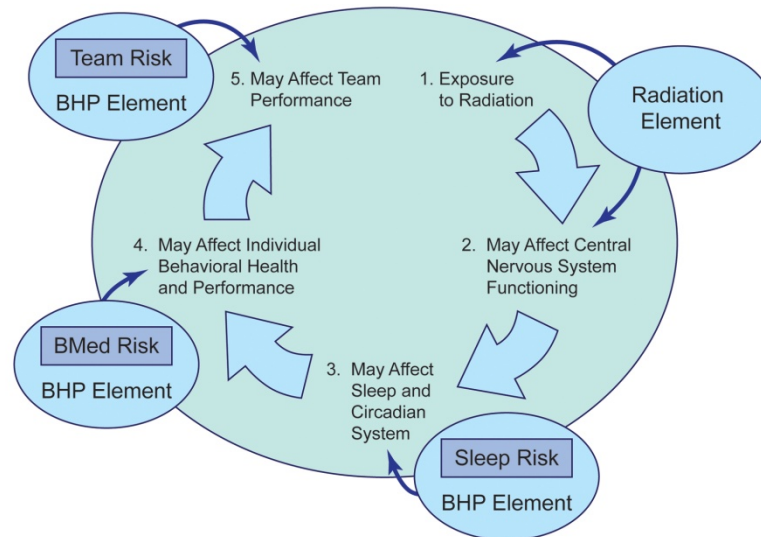 Team Risk
BHP Element
5. May Affect Team
Performance
1. Exposure
to Radiation
Radiation
Element
2. May Affect Central
Nervous System
Functioning
3. May Affect
Sleep and
Circadian
System
Sleep Risk
BHP Element
4. May Affect Individual
Behavioral Health
and Performance
BMed Risk
BHP Element